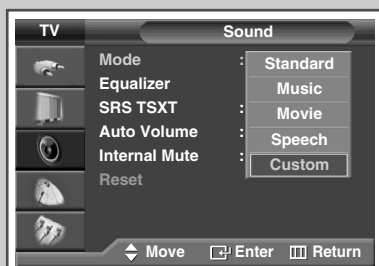 TV Sound
Mode : Standard
Equalizer Music
SRS TSXT : Movie
Auto Volume : Speech
Internal Mute : Custom
Reset
Move Enter Return